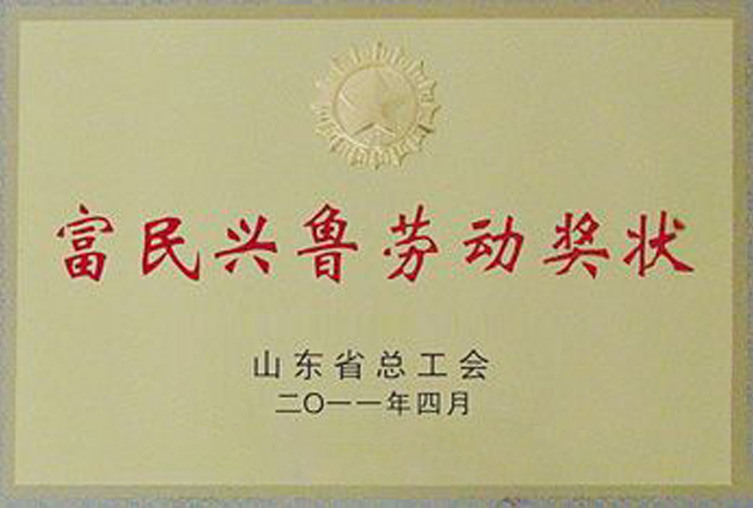 富民兴鲁劳动奖状
山东省总工会
二〇一一年四月